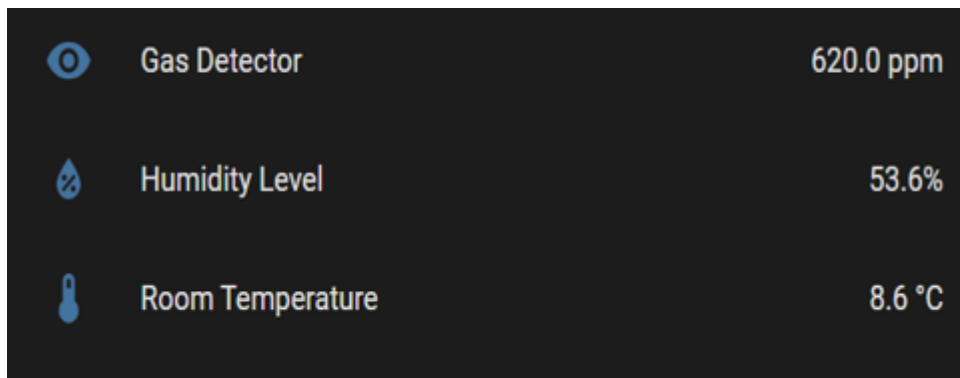 Gas Detector 620.0 ppm
Humidity Level 53.6%
Room Temperature 8.6 °C